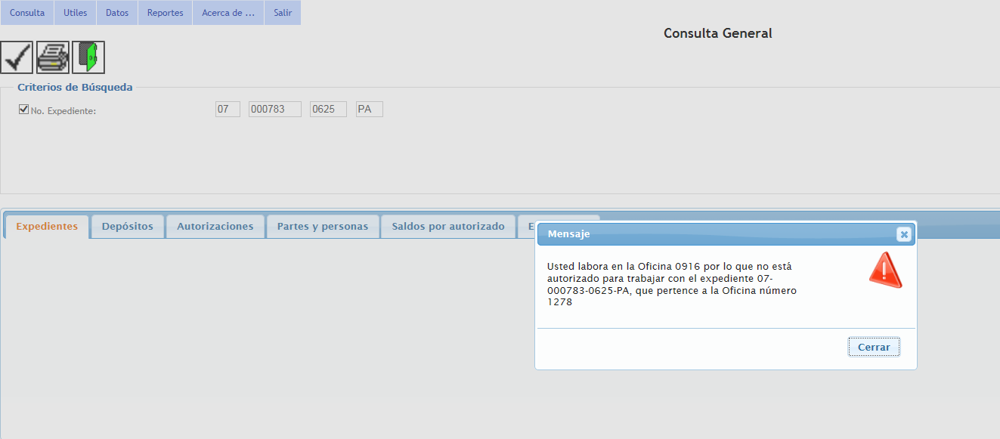 Consulta Utiles Datos Reportes Acerca de ... Salir
Consulta General
Criterios de Búsqueda
No. Expediente: 07 000783 0625 PA
Expedientes Depósitos Autorizaciones Partes y personas Saldos por autorizado
Mensaje
Usted labora en la Oficina 0916 por lo que no está
autorizado para trabajar con el expediente 07-
000783-0625-PA, que pertence a la Oficina número
1278
Cerrar